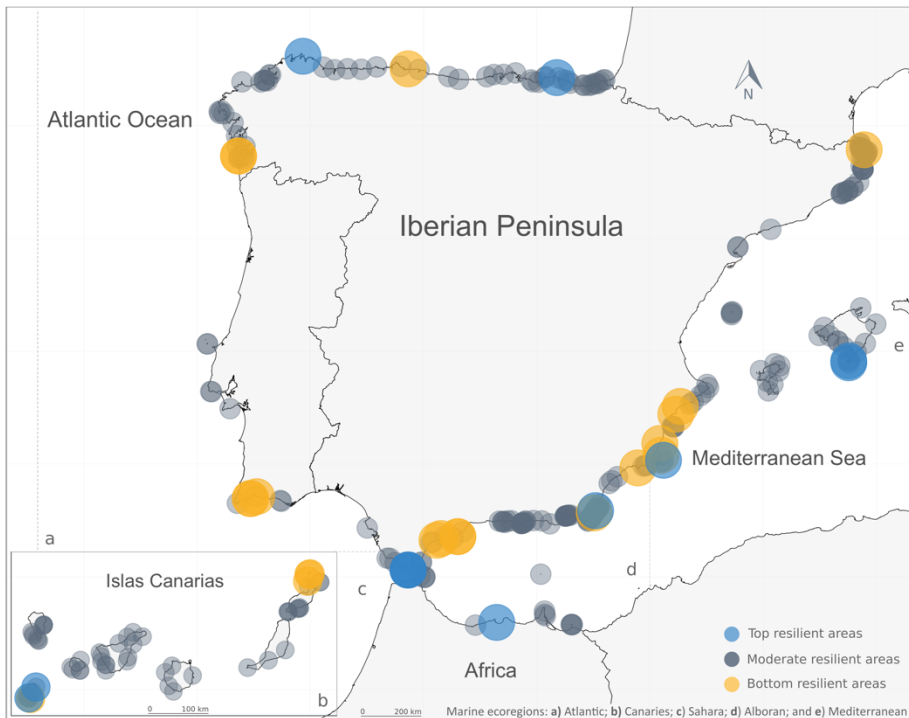 N
Atlantic Ocean
Iberian Peninsula
e
Mediterranean Sea
a
Islas Canarias
c
d
Top resilient areas
Moderate resilient areas
Africa
Bottom resilient areas
b
0 100 km
0 200 km
Marine ecoregions: a) Atlantic; b) Canaries; c) Sahara; d) Alboran; and e) Mediterranean